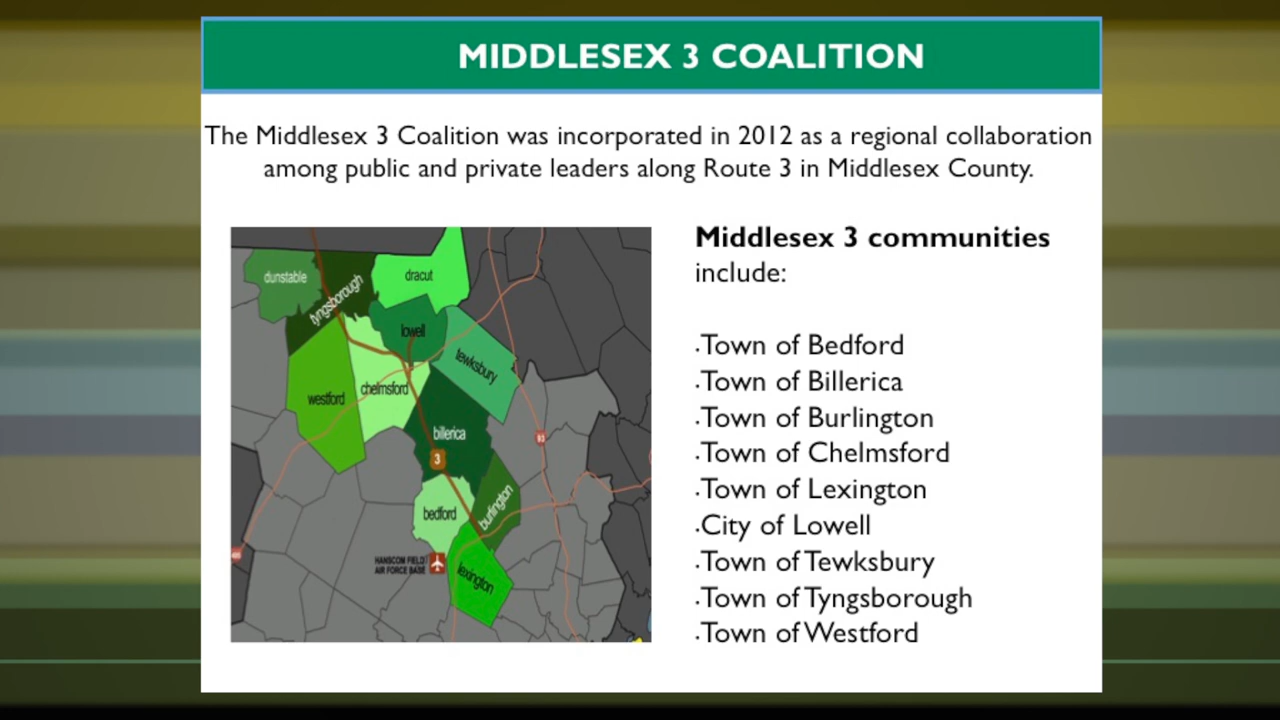 MIDDLESEX 3 COALITION
The Middlesex 3 Coalition was incorporated in 2012 as a regional collaboration
among public and private leaders along Route 3 in Middlesex County.
dunstable
tyngsborough
dracut
lowell
tewksbury
westford
chelmsford
billerica
93
3
bedford
burlington
HANSCOM FIELD
AIR FORCE BASE
lexington
Middlesex 3 communities
include:
·Town of Bedford
·Town of Billerica
·Town of Burlington
·Town of Chelmsford
·Town of Lexington
·City of Lowell
·Town of Tewksbury
·Town of Tyngsborough
·Town of Westford